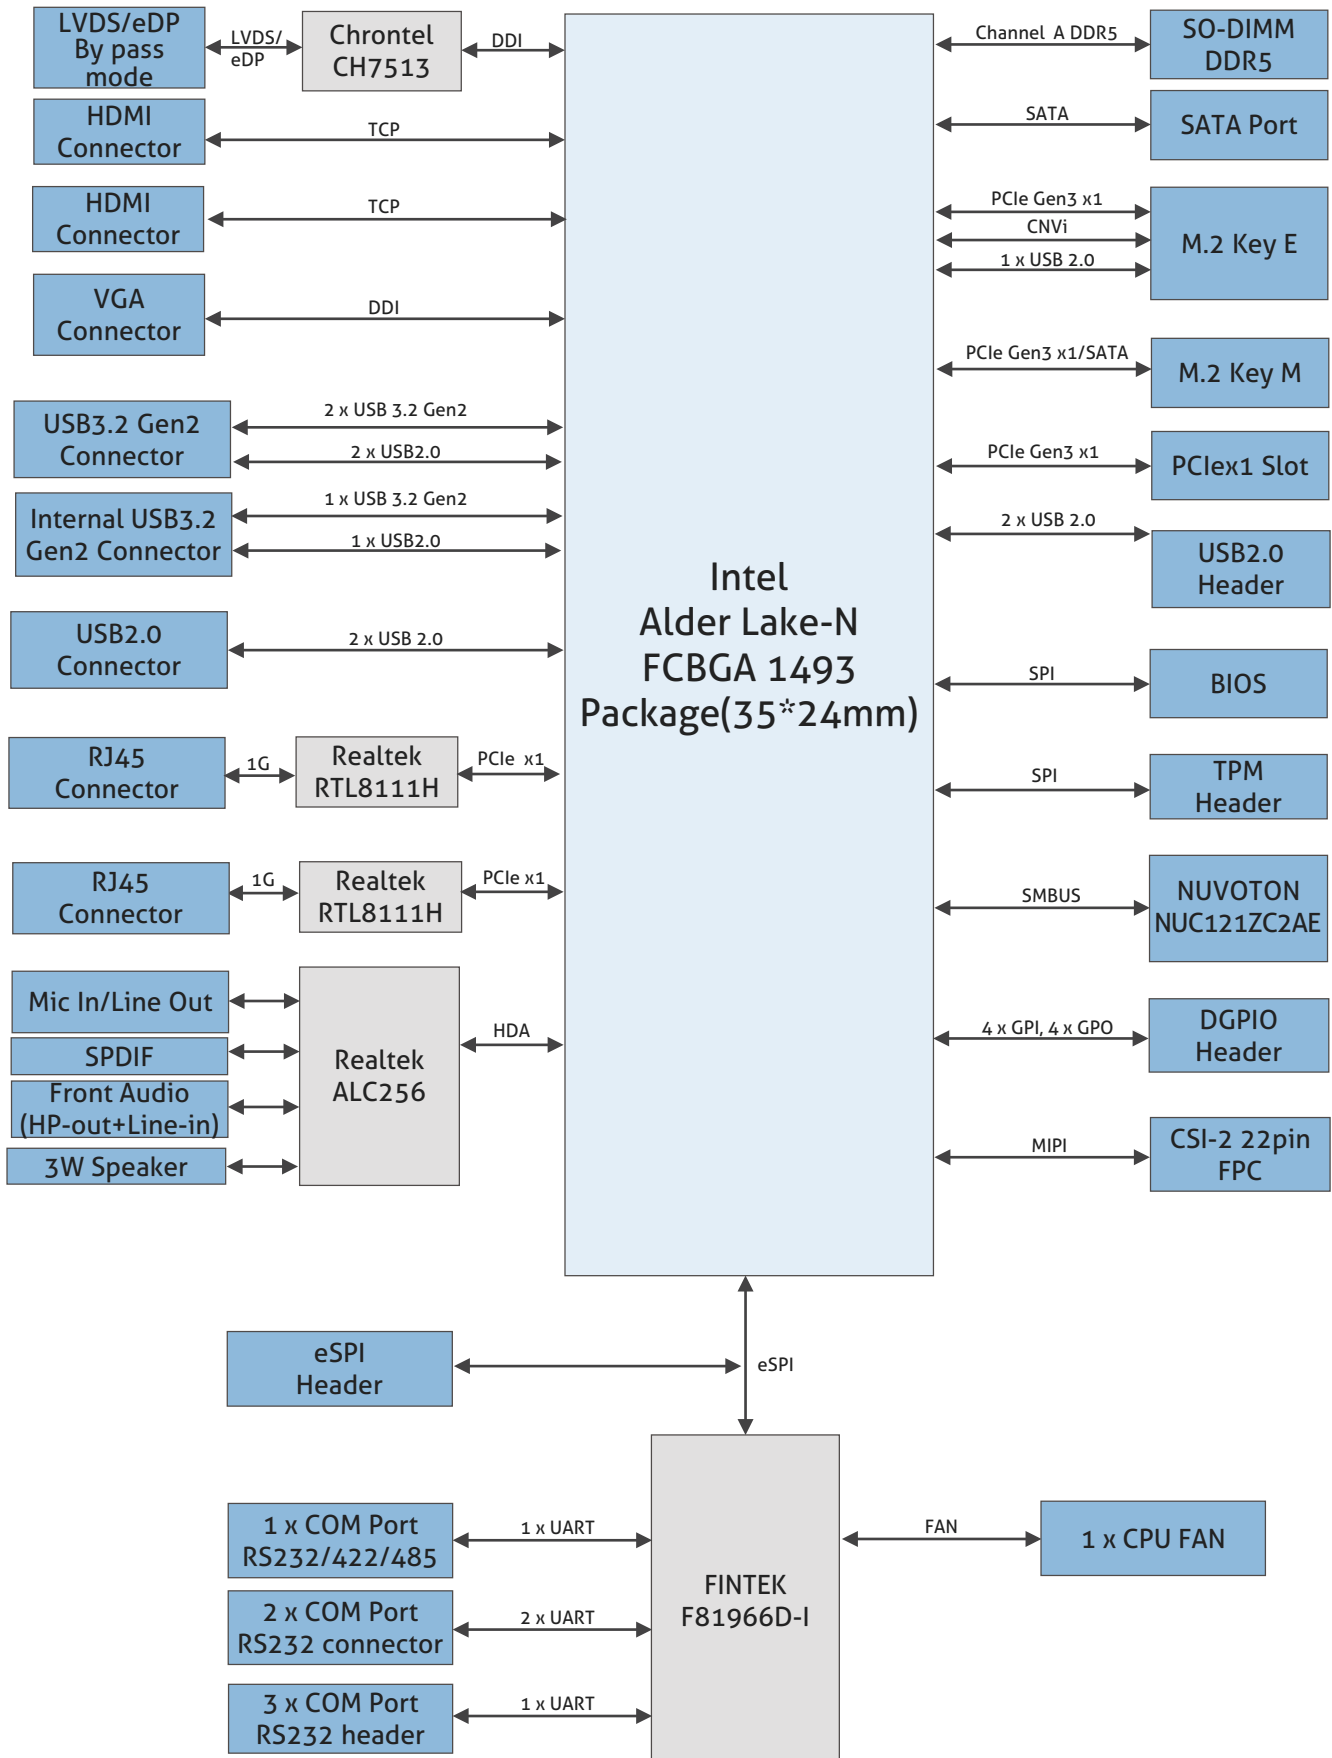 LVDS/eDP
By pass
mode
LVDS/
eDP
Chrontel
CH7513
DDI
HDMI
Connector
TCP
HDMI
Connector
TCP
VGA
Connector
DDI
USB3.2 Gen2
Connector
2 x USB 3.2 Gen2
2 x USB2.0
Internal USB3.2
Gen2 Connector
1 x USB 3.2 Gen2
1 x USB2.0
USB2.0
Connector
2 x USB 2.0
RJ45
Connector
1G
Realtek
RTL8111H
PCIe x1
RJ45
Connector
1G
Realtek
RTL8111H
PCIe x1
Mic In/Line Out
SPDIF
Front Audio
(HP-out+Line-in)
3W Speaker
Realtek
ALC256
HDA
Intel
Alder Lake-N
FCBGA 1493
Package(35*24mm)
Channel A DDR5
SO-DIMM
DDR5
SATA
SATA Port
PCIe Gen3 x1
CNVi
1 x USB 2.0
M.2 Key E
PCIe Gen3 x1/SATA
M.2 Key M
PCIe Gen3 x1
PCIex1 Slot
2 x USB 2.0
USB2.0
Header
SPI
BIOS
SPI
TPM
Header
SMBUS
NUVOTON
NUC121ZC2AE
4 x GPI, 4 x GPO
DGPIO
Header
MIPI
CSI-2 22pin
FPC
eSPI
Header
eSPI
1 x COM Port
RS232/422/485
1 x UART
2 x COM Port
RS232 connector
2 x UART
3 x COM Port
RS232 header
1 x UART
FINTEK
F81966D-I
FAN
1 x CPU FAN